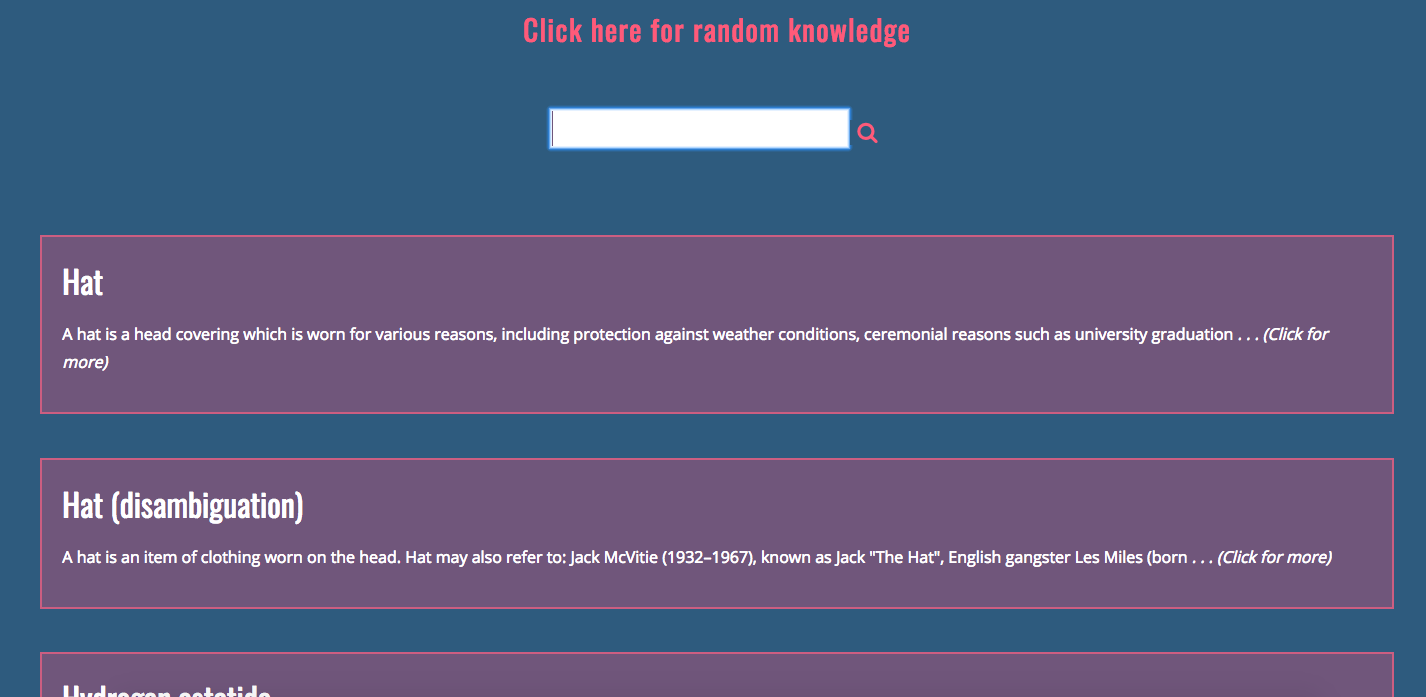 Click here for random knowledge
Hat
A hat is a head covering which is worn for various reasons, including protection against weather conditions, ceremonial reasons such as university graduation . . . (Click for
more)
Hat (disambiguation)
A hat is an item of clothing worn on the head. Hat may also refer to: Jack McVitie (1932–1967), known as Jack "The Hat", English gangster Les Miles (born . . . (Click for more)
Hydrogen astatide